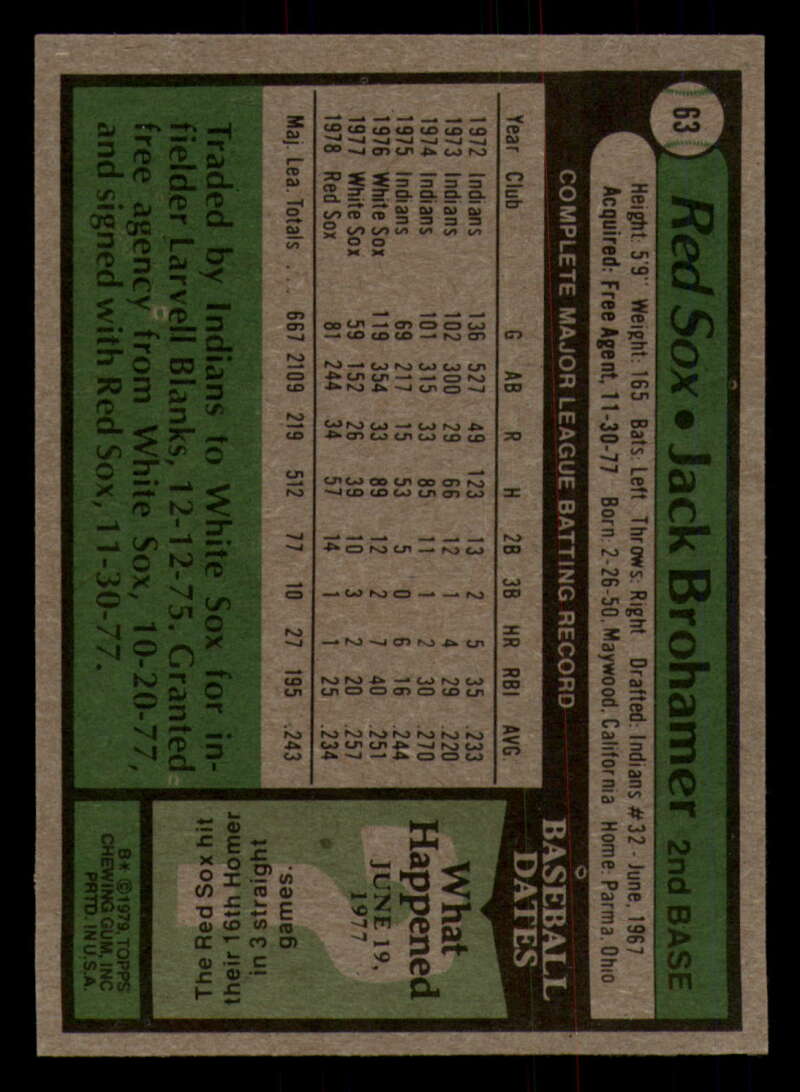 63
Red Sox • Jack Brohamer 2nd BASE
Height: 5'9" Weight: 165 Bats: Left Throws: Right Drafted: Indians #32 - June, 1967
Acquired: Free Agent, 11-30-77 Born: 2-26-50, Maywood, California Home: Parma, Ohio
COMPLETE MAJOR LEAGUE BATTING RECORD
Year Club G AB R H 2B 3B HR RBI AVG
1972 Indians 136 527 49 123 13 2 5 35 .233
1973 Indians 102 300 29 66 12 1 4 29 .220
1974 Indians 101 315 33 85 11 1 2 30 .270
1975 Indians 69 217 15 53 5 0 6 16 .244
1976 White Sox 119 354 33 89 12 2 7 40 .251
1977 White Sox 59 152 26 39 10 3 2 20 .257
1978 Red Sox 81 244 34 57 14 1 1 25 .234
Maj. Lea. Totals . . . 667 2109 219 512 77 10 27 195 .243
Traded by Indians to White Sox for in-
fielder Larvell Blanks, 12-12-75. Granted
free agency from White Sox, 10-20-77,
and signed with Red Sox, 11-30-77.
BASEBALL
DATES
What
Happened
JUNE 19,
1977
The Red Sox hit
their 16th Homer
in 3 straight
games.
B* ©1979, TOPPS
CHEWING GUM, INC
PRTD. IN U.S.A.